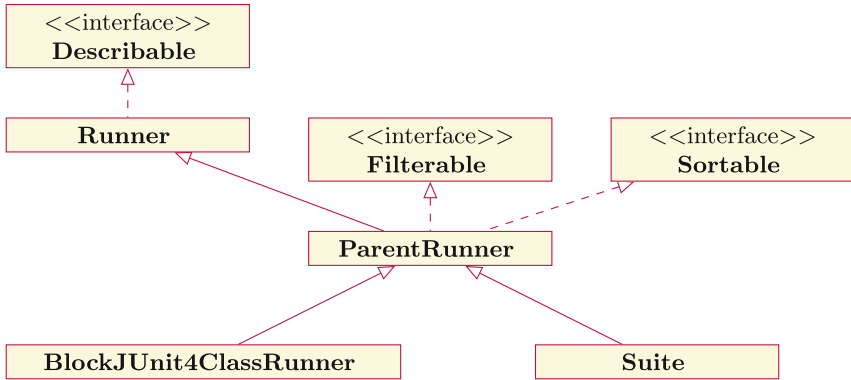 <<interface>>
Describable
Runner
<<interface>>
Filterable
<<interface>>
Sortable
ParentRunner
BlockJUnit4ClassRunner
Suite